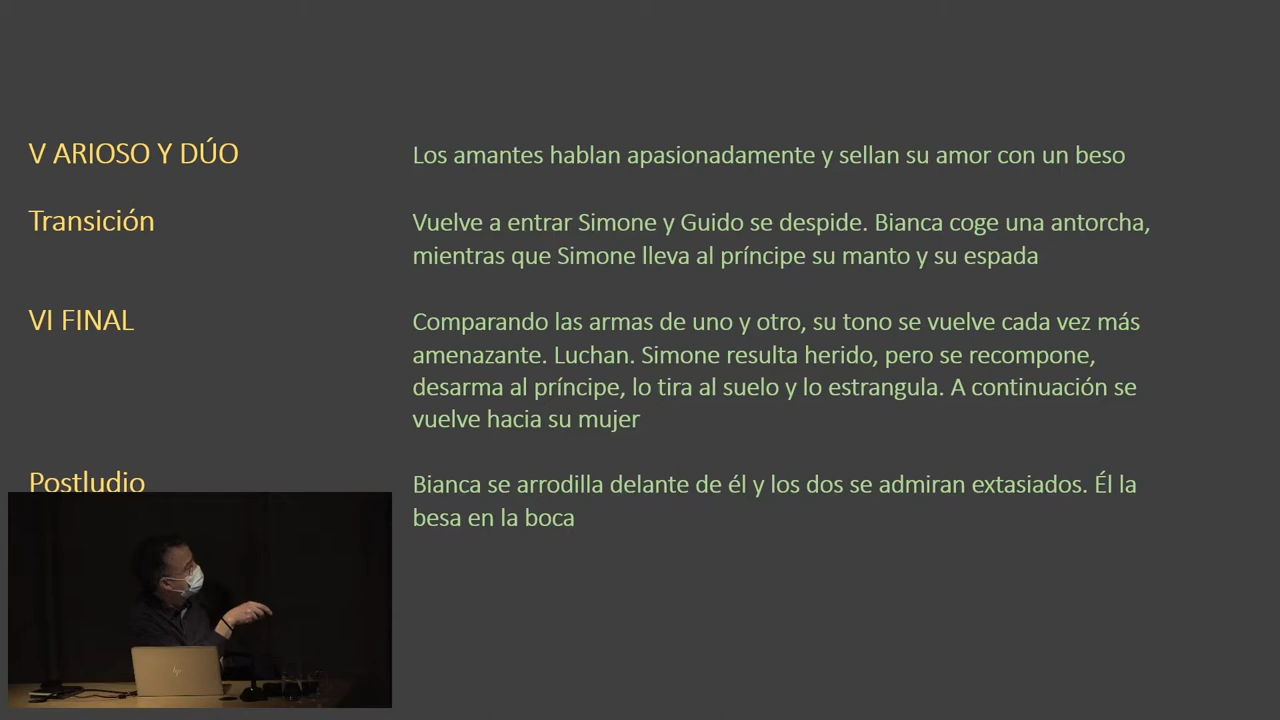 V ARIOSO Y DÚO
Los amantes hablan apasionadamente y sellan su amor con un beso
Transición
Vuelve a entrar Simone y Guido se despide. Bianca coge una antorcha,
mientras que Simone lleva al príncipe su manto y su espada
VI FINAL
Comparando las armas de uno y otro, su tono se vuelve cada vez más
amenazante. Luchan. Simone resulta herido, pero se recompone,
desarma al príncipe, lo tira al suelo y lo estrangula. A continuación se
vuelve hacia su mujer
Postludio
Bianca se arrodilla delante de él y los dos se admiran extasiados. Él la
besa en la boca
hp